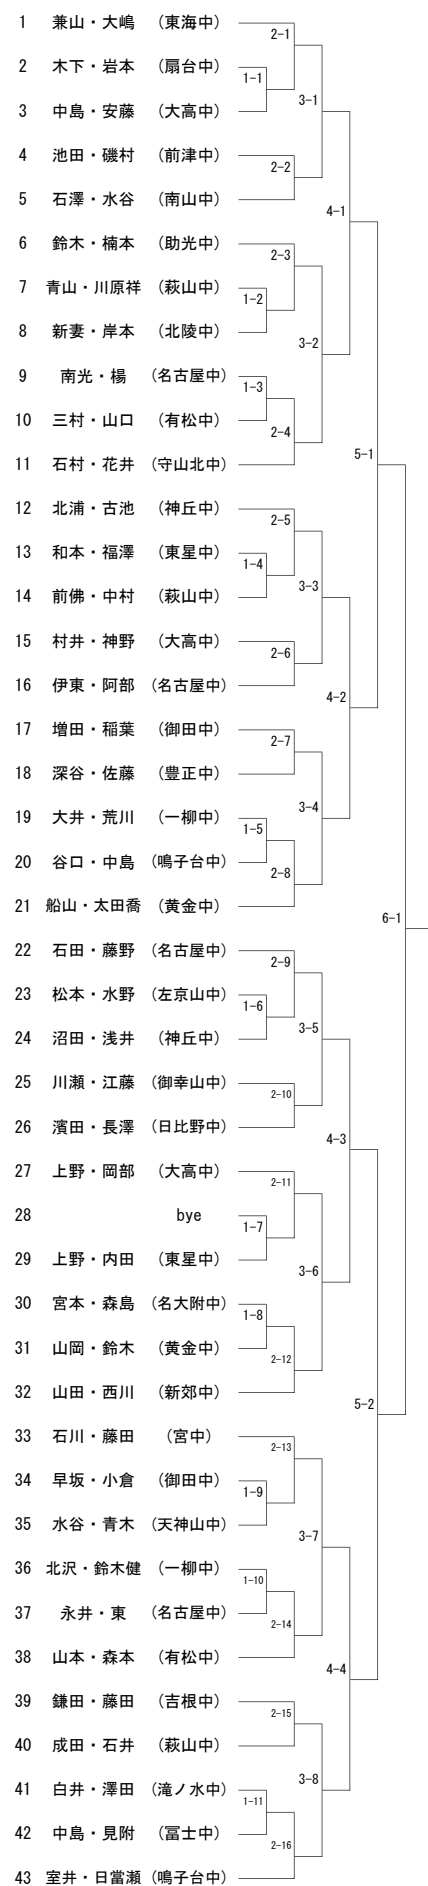 1 兼山・大嶋 (東海中)
2-1
2 木下・岩本 (扇台中)
1-1
3-1
3 中島・安藤 (大高中)
4 池田・磯村 (前津中)
2-2
5 石澤・水谷 (南山中)
4-1
6 鈴木・楠本 (助光中)
2-3
7 青山・川原祥 (萩山中)
1-2
8 新妻・岸本 (北陵中)
3-2
9 南光・楊 (名古屋中)
1-3
10 三村・山口 (有松中)
2-4
5-1
11 石村・花井 (守山北中)
12 北浦・古池 (神丘中)
2-5
13 和本・福澤 (東星中)
1-4
3-3
14 前佛・中村 (萩山中)
15 村井・神野 (大高中)
2-6
16 伊東・阿部 (名古屋中)
4-2
17 増田・稲葉 (御田中)
2-7
18 深谷・佐藤 (豊正中)
3-4
19 大井・荒川 (一柳中)
1-5
20 谷口・中島 (鳴子台中)
2-8
21 船山・太田喬 (黄金中)
6-1
22 石田・藤野 (名古屋中)
2-9
23 松本・水野 (左京山中)
1-6
3-5
24 沼田・浅井 (神丘中)
25 川瀬・江藤 (御幸山中)
2-10
26 濱田・長澤 (日比野中)
4-3
27 上野・岡部 (大高中)
2-11
28 bye
1-7
29 上野・内田 (東星中)
3-6
30 宮本・森島 (名大附中)
1-8
31 山岡・鈴木 (黄金中)
2-12
32 山田・西川 (新郊中)
5-2
33 石川・藤田 (宮中)
2-13
34 早坂・小倉 (御田中)
1-9
35 水谷・青木 (天神山中)
3-7
36 北沢・鈴木健 (一柳中)
1-10
37 永井・東 (名古屋中)
2-14
38 山本・森本 (有松中)
4-4
39 鎌田・藤田 (吉根中)
2-15
40 成田・石井 (萩山中)
3-8
41 白井・澤田 (滝ノ水中)
1-11
42 中島・見附 (冨士中)
2-16
43 室井・日當瀬 (鳴子台中)